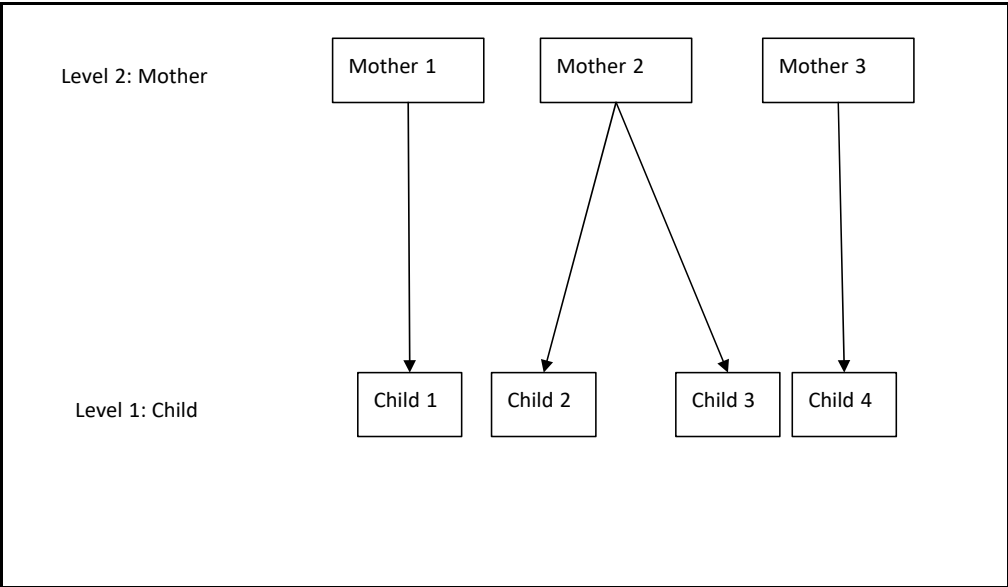 Level 2: Mother
Mother 1
Mother 2
Mother 3
Level 1: Child
Child 1
Child 2
Child 3
Child 4